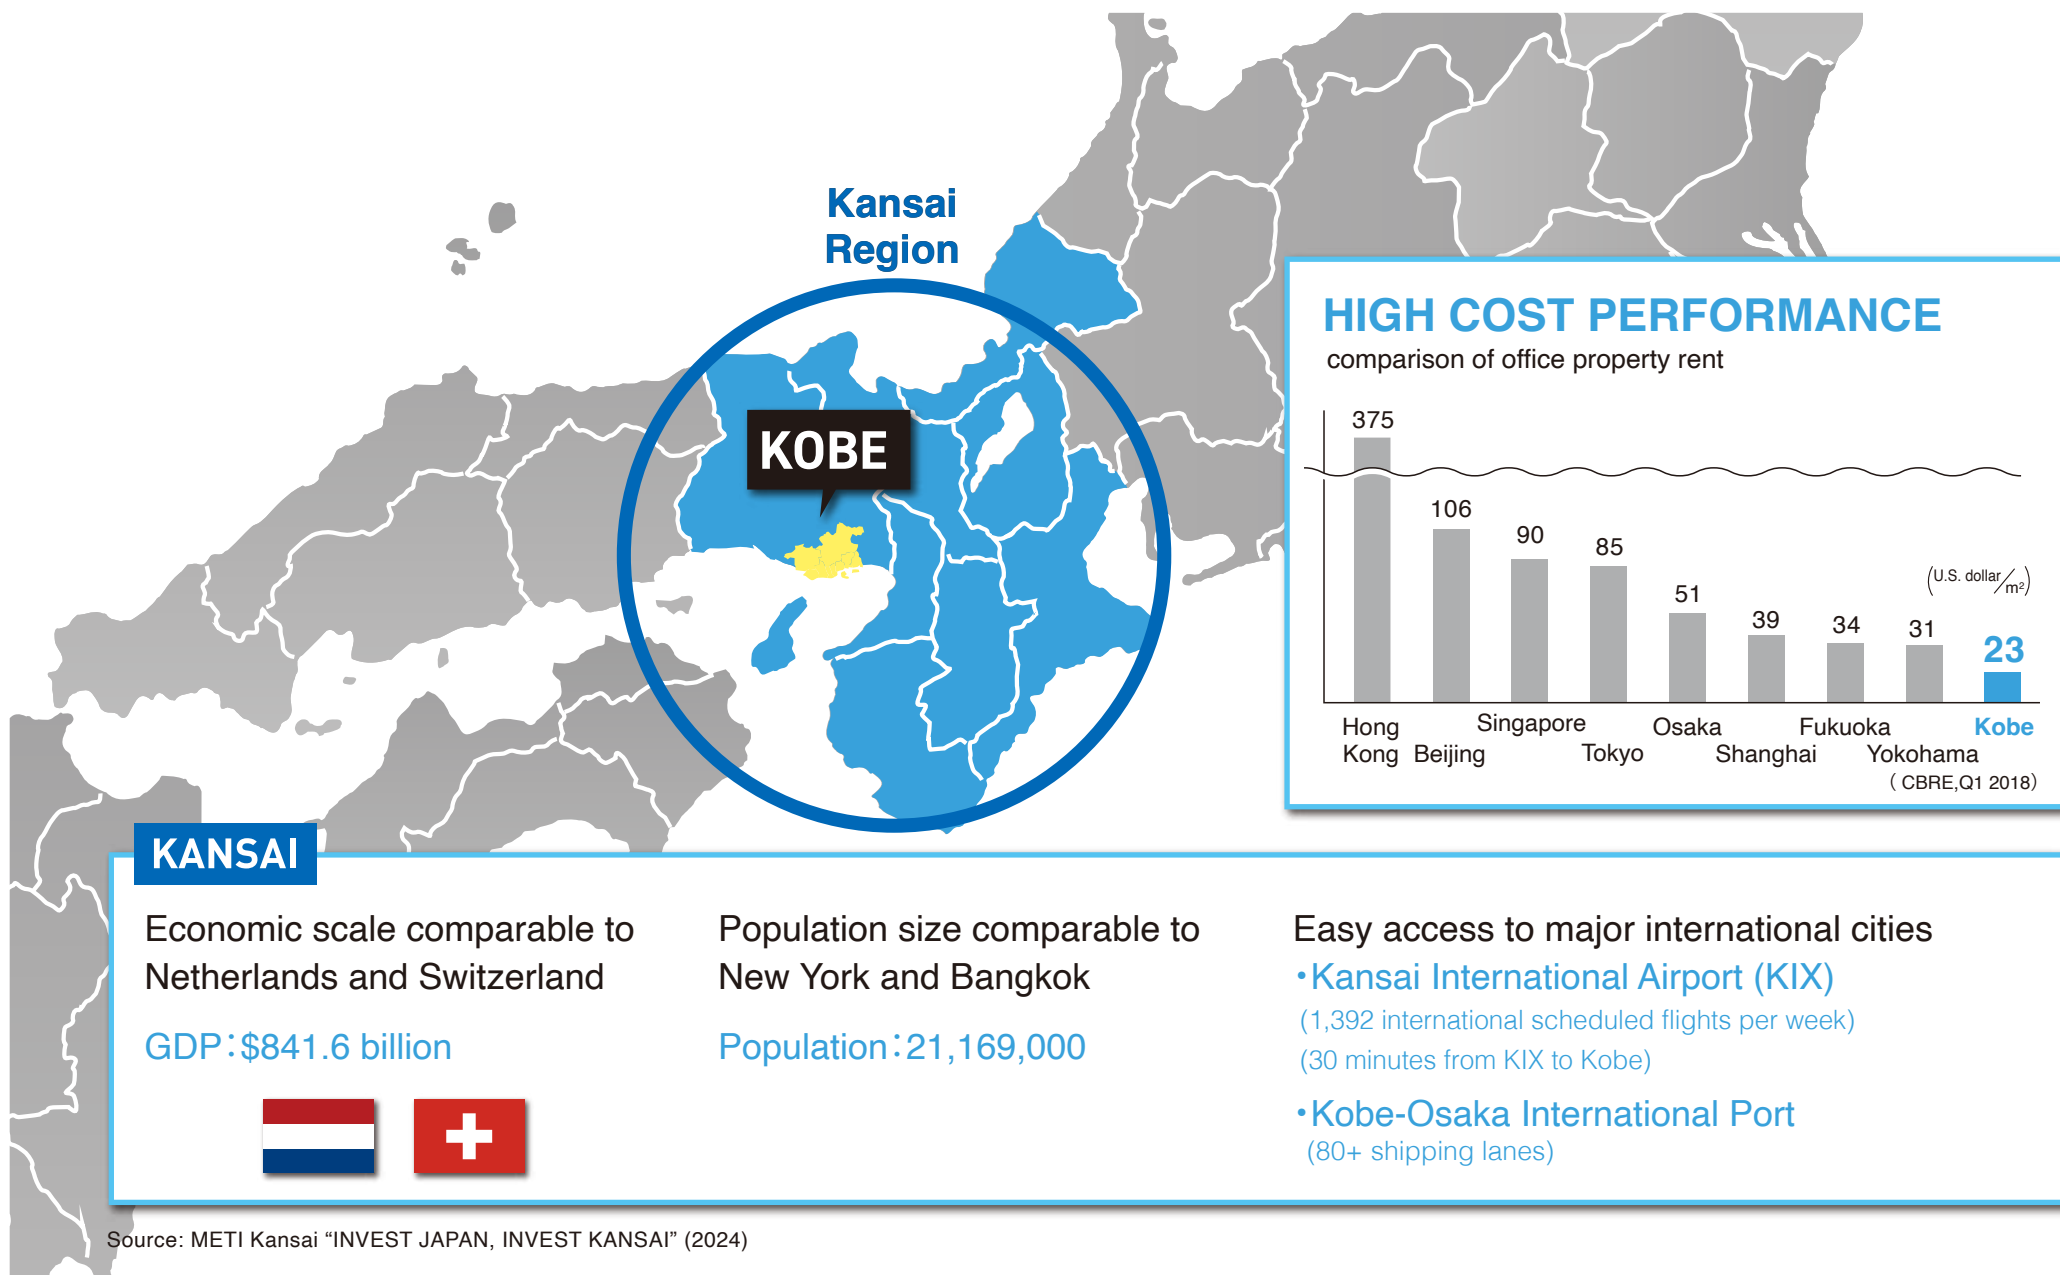 Kansai
Region
KOBE
HIGH COST PERFORMANCE
comparison of office property rent
375
106
90
85
51
39
34
31
23
(U.S. dollar/m²)
Hong Kong
Beijing
Singapore
Tokyo
Osaka
Shanghai
Fukuoka
Yokohama
Kobe
(CBRE,Q1 2018)
KANSAI
Economic scale comparable to
Netherlands and Switzerland
GDP:$841.6 billion
Population size comparable to
New York and Bangkok
Population:21,169,000
Easy access to major international cities
・Kansai International Airport (KIX)
(1,392 international scheduled flights per week)
(30 minutes from KIX to Kobe)
・Kobe-Osaka International Port
(80+ shipping lanes)
Source: METI Kansai “INVEST JAPAN, INVEST KANSAI” (2024)